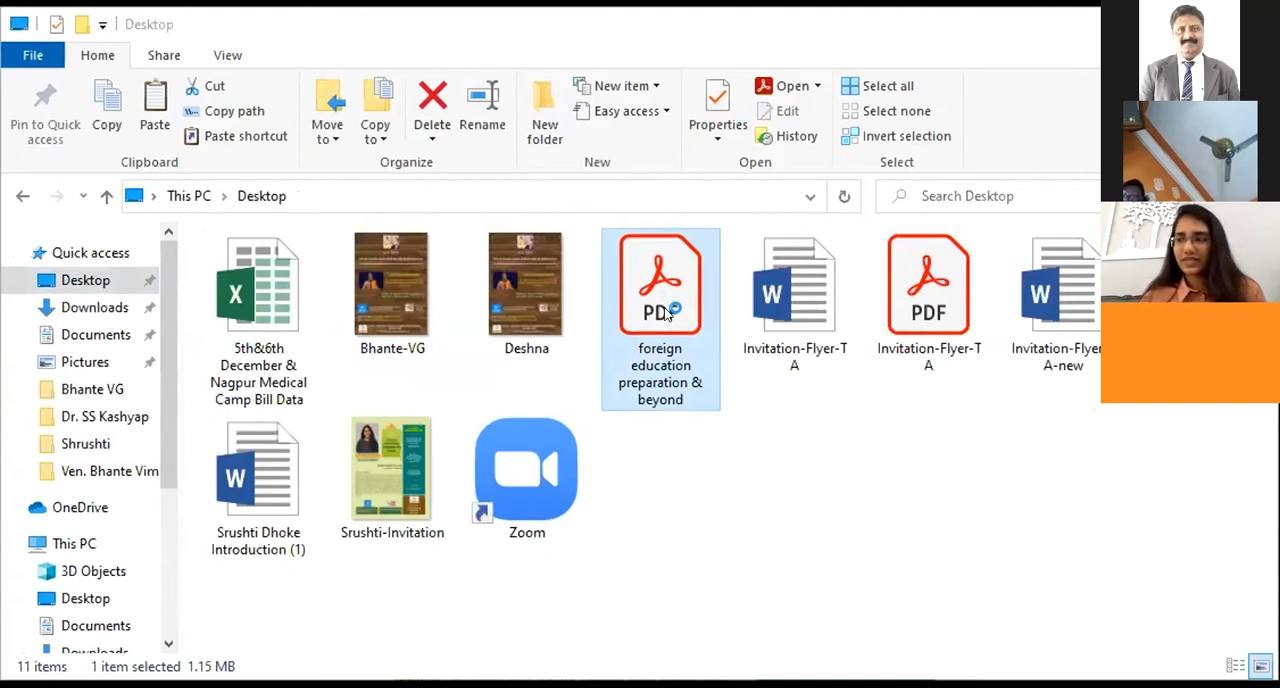 Desktop
File Home Share View
Pin to Quick access
Copy
Paste
Cut
Copy path
Paste shortcut
Clipboard
Move to
Copy to
Delete
Rename
Organize
New folder
New item
Easy access
New
Properties
Open
Edit
History
Open
Select all
Select none
Invert selection
Select
This PC > Desktop
Search Desktop
Quick access
Desktop
Downloads
Documents
Pictures
Bhante VG
Dr. SS Kashyap
Shrushti
Ven. Bhante Vim
OneDrive
This PC
3D Objects
Desktop
Documents
Downloads
5th&6th
December &
Nagpur Medical
Camp Bill Data
Bhante-VG
Deshna
PDF
foreign
education
preparation &
beyond
Invitation-Flyer-T
A
PDF
Invitation-Flyer-T
A
Invitation-Flye
A-new
Srushti Dhoke
Introduction (1)
Srushti-Invitation
Zoom
11 items 1 item selected 1.15 MB